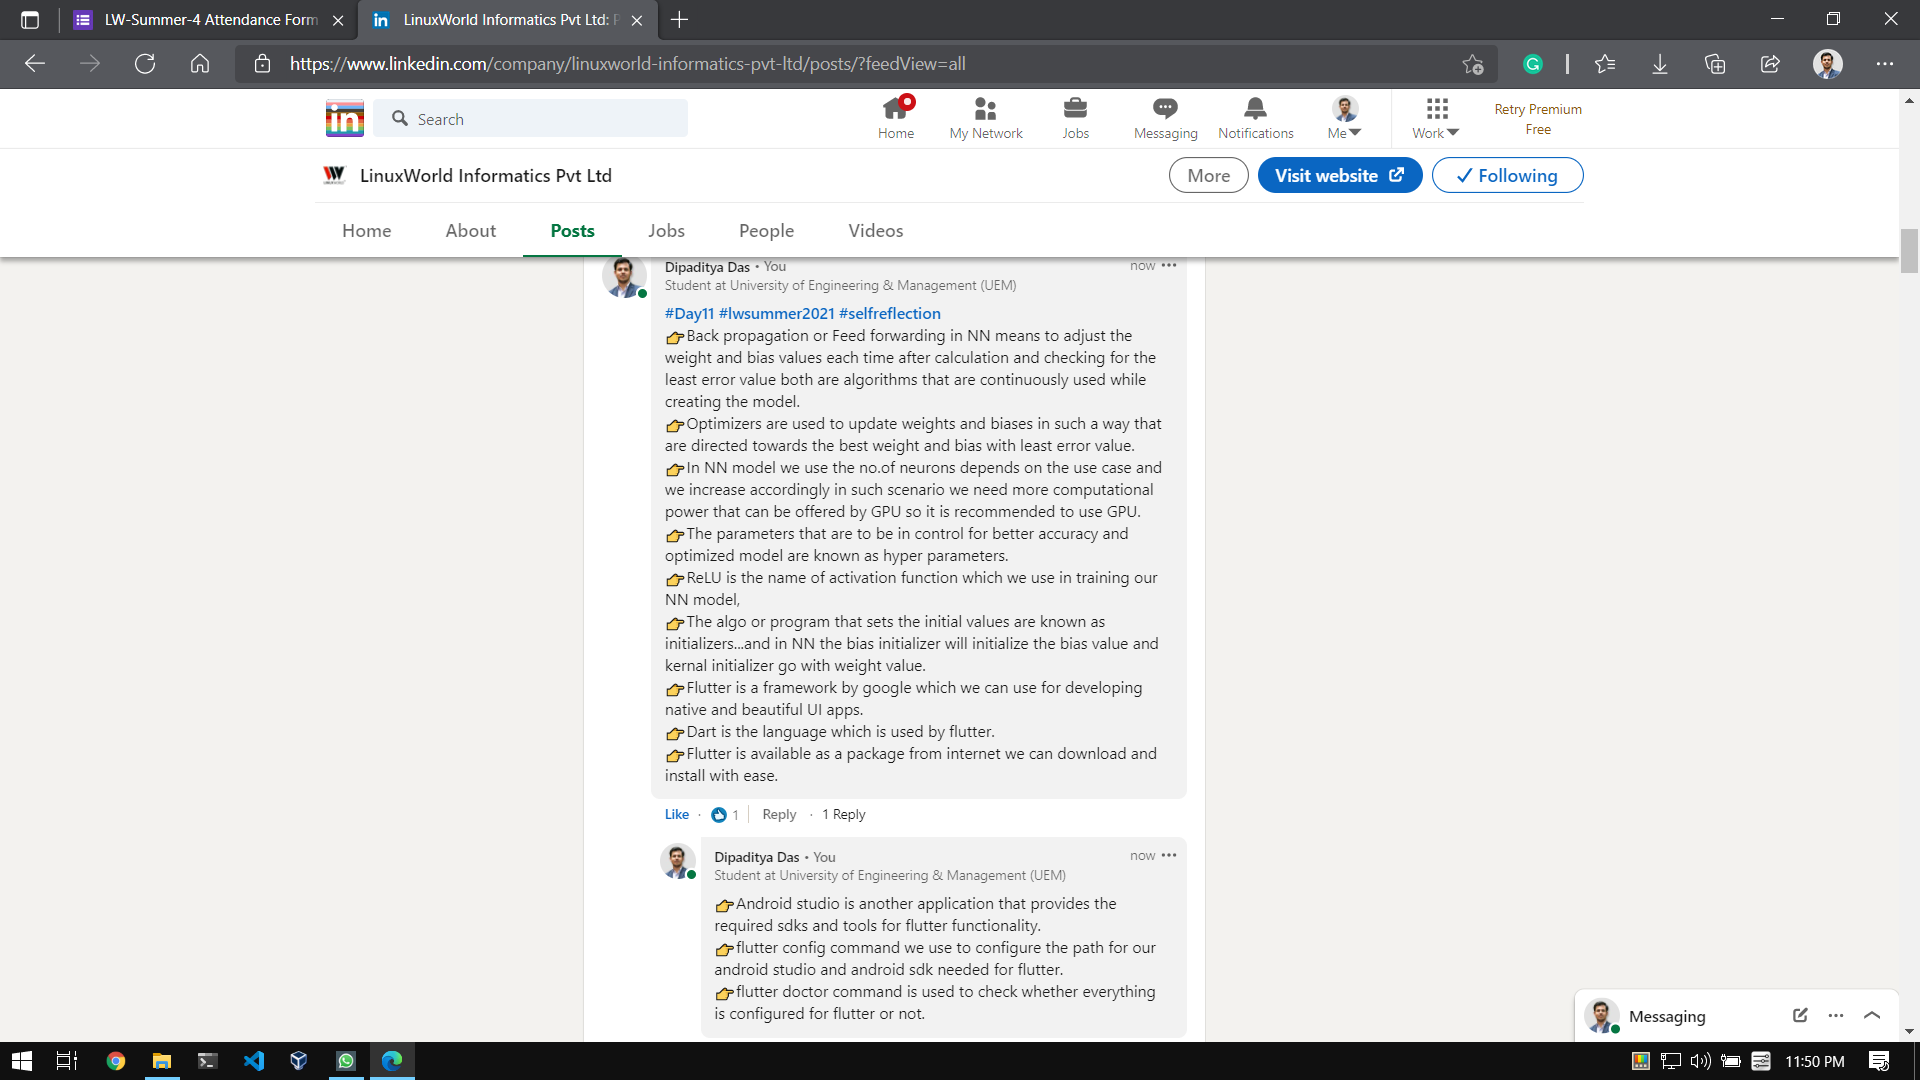 LW-Summer-4 Attendance Form
LinuxWorld Informatics Pvt Ltd: P
https://www.linkedin.com/company/linuxworld-informatics-pvt-ltd/posts/?feedView=all
in Search
Home My Network Jobs Messaging Notifications Me Work Retry Premium
Free
LinuxWorld Informatics Pvt Ltd More Visit website Following
Home About Posts Jobs People Videos
Dipaditya Das • You now
Student at University of Engineering & Management (UEM)
#Day11 #lwsummer2021 #selfreflection
👉Back propagation or Feed forwarding in NN means to adjust the
weight and bias values each time after calculation and checking for the
least error value both are algorithms that are continuously used while
creating the model.
👉Optimizers are used to update weights and biases in such a way that
are directed towards the best weight and bias with least error value.
👉In NN model we use the no.of neurons depends on the use case and
we increase accordingly in such scenario we need more computational
power that can be offered by GPU so it is recommended to use GPU.
👉The parameters that are to be in control for better accuracy and
optimized model are known as hyper parameters.
👉ReLU is the name of activation function which we use in training our
NN model,
👉The algo or program that sets the initial values are known as
initializers...and in NN the bias initializer will initialize the bias value and
kernal initializer go with weight value.
👉Flutter is a framework by google which we can use for developing
native and beautiful UI apps.
👉Dart is the language which is used by flutter.
👉Flutter is available as a package from internet we can download and
install with ease.
Like · 1 Reply · 1 Reply
Dipaditya Das • You now
Student at University of Engineering & Management (UEM)
👉Android studio is another application that provides the
required sdks and tools for flutter functionality.
👉flutter config command we use to configure the path for our
android studio and android sdk needed for flutter.
👉flutter doctor command is used to check whether everything
is configured for flutter or not.
Messaging
11:50 PM